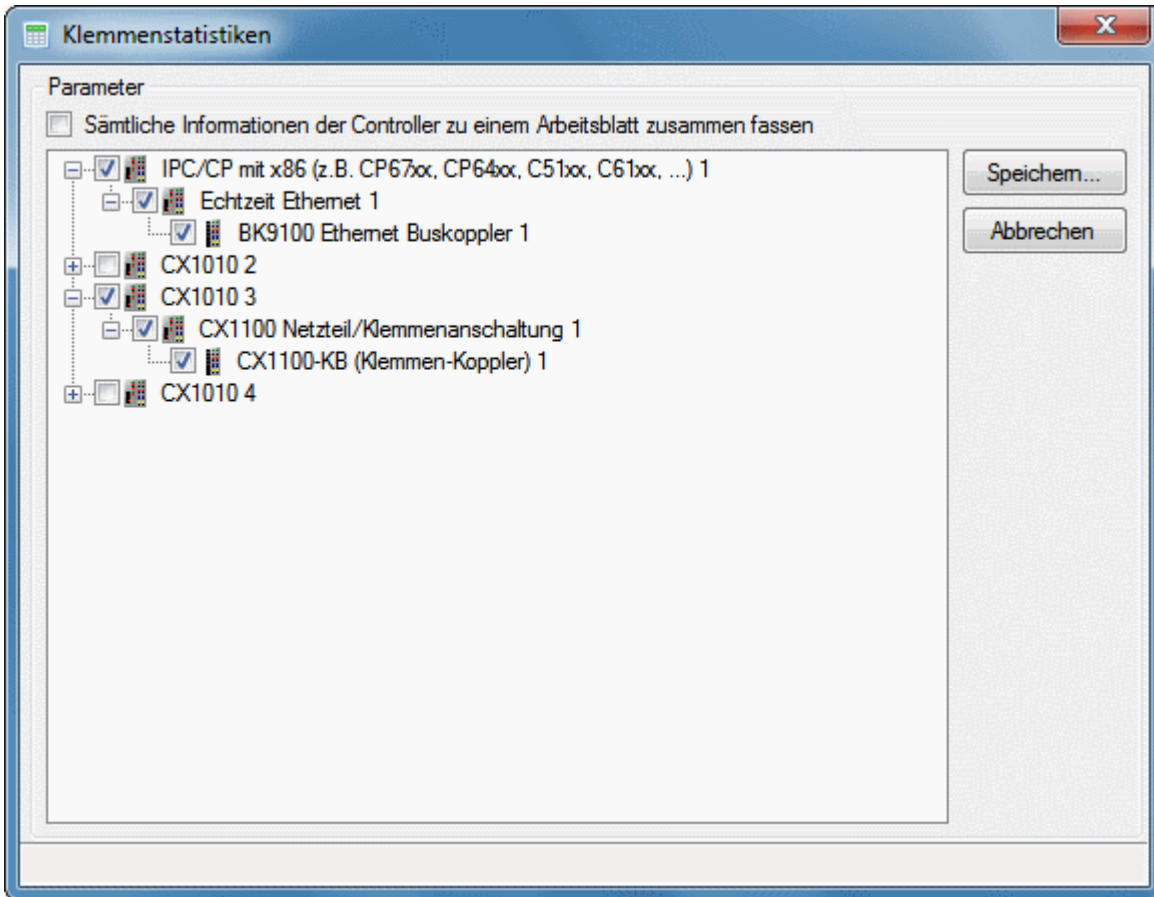 Klemmenstatistiken
Parameter
Sämtliche Informationen der Controller zu einem Arbeitsblatt zusammen fassen
IPC/CP mit x86 (z.B. CP67xx, CP64xx, C51xx, C61xx, ...) 1
Echtzeit Ethernet 1
BK9100 Ethernet Buskoppler 1
CX1010 2
CX1010 3
CX1100 Netzteil/Klemmenanschaltung 1
CX1100-KB (Klemmen-Koppler) 1
CX1010 4
Speichern...
Abbrechen